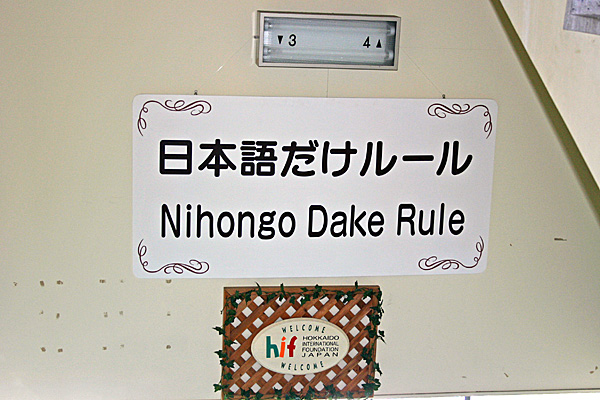 ▼3 4▲
日本語だけルール
Nihongo Dake Rule
WELCOME
hif
HOKKAIDO
INTERNATIONAL
FOUNDATION
JAPAN
WELCOME